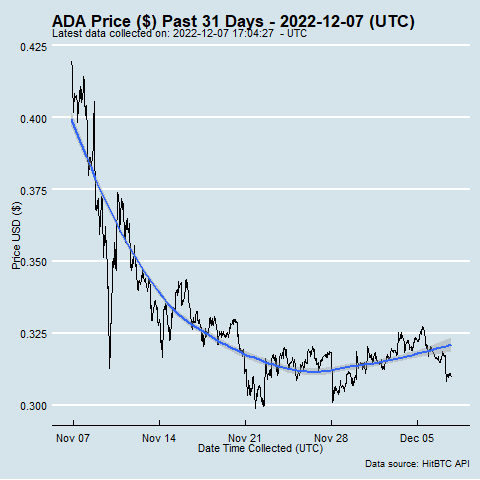 ADA Price ($) Past 31 Days - 2022-12-07 (UTC)
Latest data collected on: 2022-12-07 17:04:27  - UTC
0.425
0.400
0.375
0.350
0.325
0.300
Price USD ($)
Nov 07
Nov 14
Nov 21
Nov 28
Dec 05
Date Time Collected (UTC)
Data source: HitBTC API